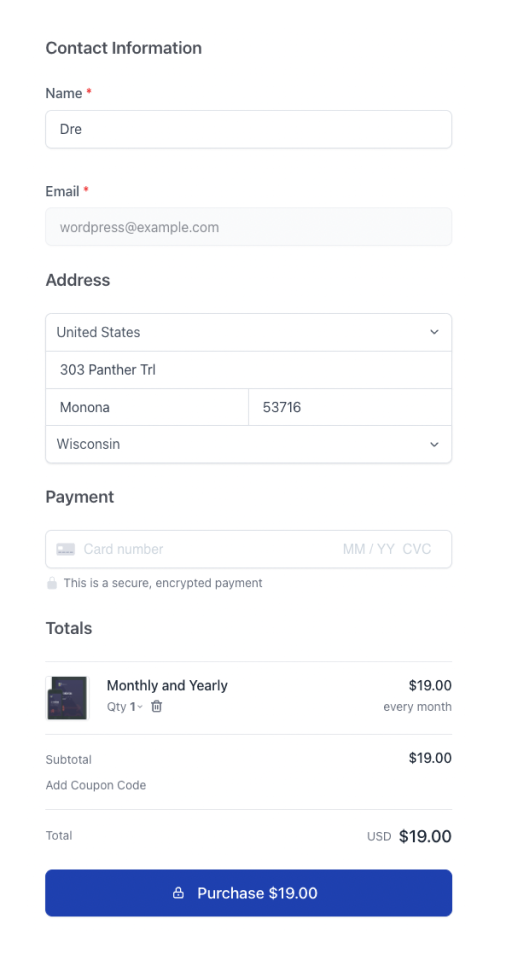 Contact Information
Name *
Dre
Email *
wordpress@example.com
Address
United States
303 Panther Trl
Monona 53716
Wisconsin
Payment
Card number MM / YY CVC
This is a secure, encrypted payment
Totals
Monthly and Yearly $19.00
Qty 1 every month
Subtotal $19.00
Add Coupon Code
Total USD $19.00
Purchase $19.00